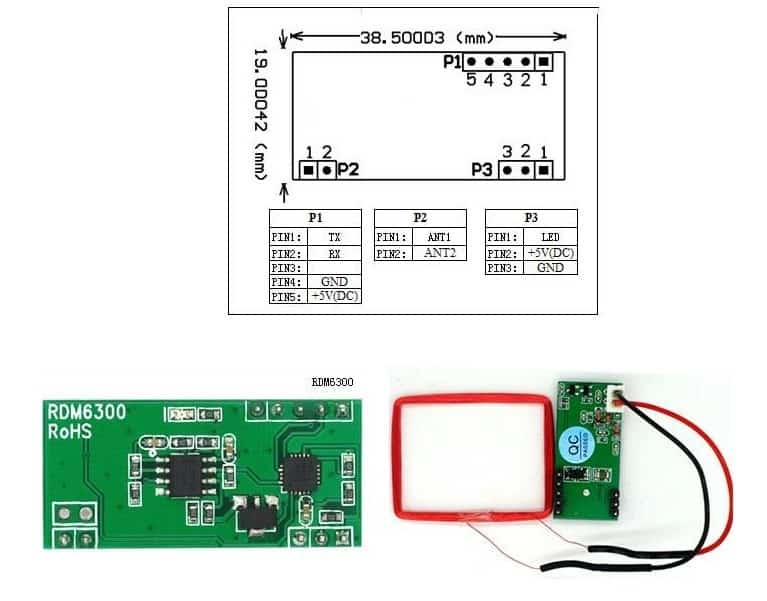 38.50003 (mm)
19.00042 (mm)
P1
5 4 3 2 1
1 2
P2
P3
3 2 1
P1
PIN1: TX
PIN2: RX
PIN3:
PIN4: GND
PIN5: +5V(DC)
P2
PIN1: ANT1
PIN2: ANT2
P3
PIN1: LED
PIN2: +5V(DC)
PIN3: GND
RDM6300
RDM6300
RoHS
QC
PASSED